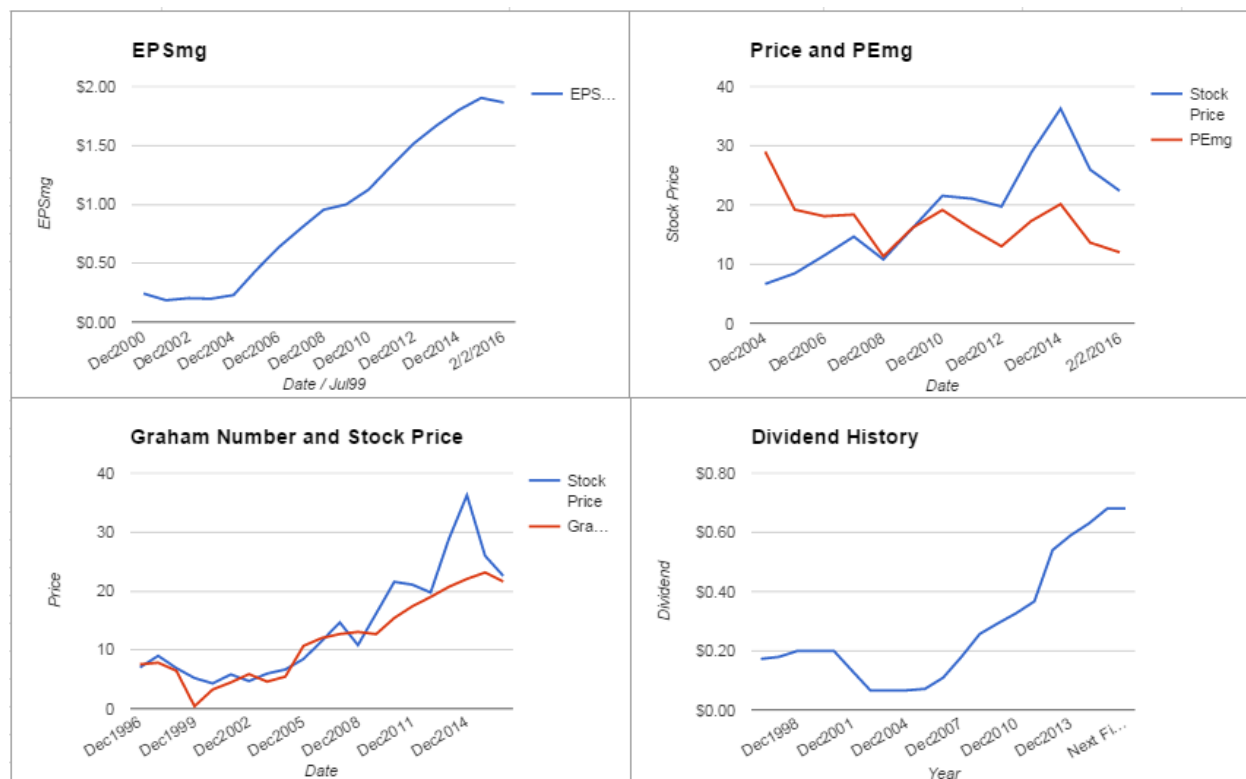 EPSmg
$2.00
$1.50
$1.00
$0.50
$0.00
EPSmg
EPS...
Dec2000
Dec2002
Dec2004
Dec2006
Dec2008
Dec2010
Dec2012
Dec2014
2/2/2016
Date / Jul99
Price and PEmg
40
30
20
10
0
Stock Price
Stock
Price
PEmg
Dec2004
Dec2006
Dec2008
Dec2010
Dec2012
Dec2014
2/2/2016
Date
Graham Number and Stock Price
40
30
20
10
0
Price
Stock
Price
Gra...
Dec1996
Dec1999
Dec2002
Dec2005
Dec2008
Dec2011
Dec2014
Date
Dividend History
$0.80
$0.60
$0.40
$0.20
$0.00
Dividend
Dec1998
Dec2001
Dec2004
Dec2007
Dec2010
Dec2013
Next Fi...
Year